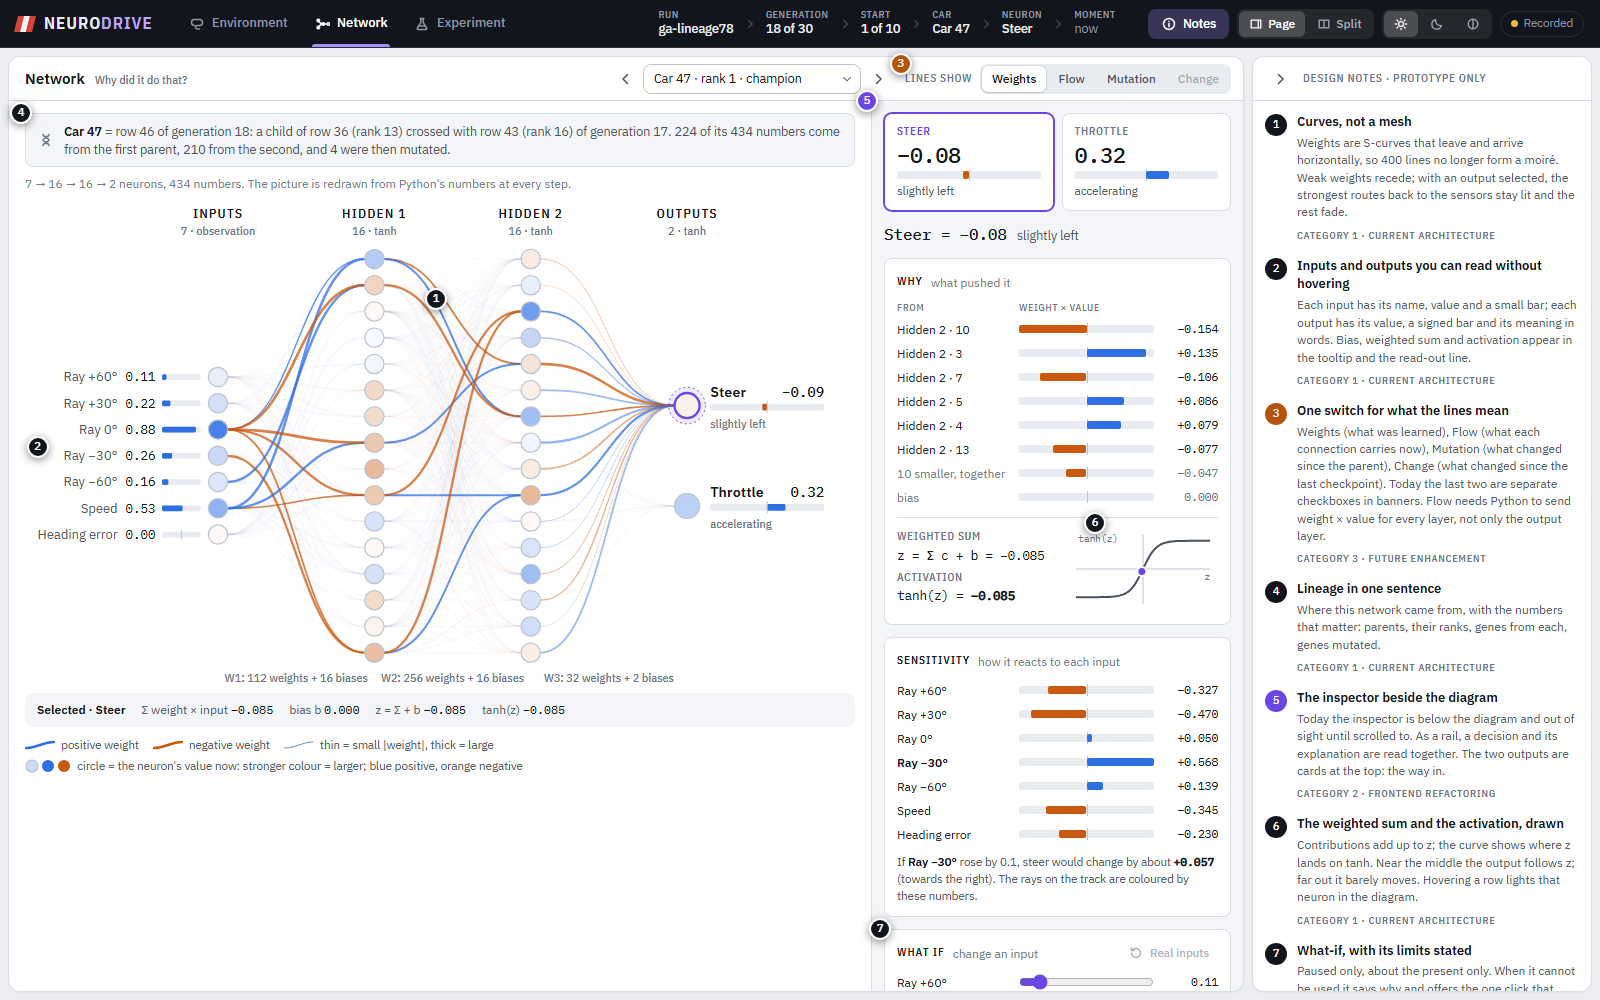 NEURODRIVE
Environment
Network
Experiment
RUN
ga-lineage78
GENERATION
18 of 30
START
1 of 10
CAR
Car 47
NEURON
Steer
MOMENT
now
Notes
Page
Split
Recorded
Network Why did it do that?
Car 47 · rank 1 · champion
3
LINES SHOW
Weights
Flow
Mutation
Change
5
4
Car 47 = row 46 of generation 18: a child of row 36 (rank 13) crossed with row 43 (rank 16) of generation 17. 224 of its 434 numbers come
from the first parent, 210 from the second, and 4 were then mutated.
7 → 16 → 16 → 2 neurons, 434 numbers. The picture is redrawn from Python's numbers at every step.
INPUTS
7 · observation
HIDDEN 1
16 · tanh
HIDDEN 2
16 · tanh
OUTPUTS
2 · tanh
1
2
Ray +60° 0.11
Ray +30° 0.22
Ray 0° 0.88
Ray −30° 0.26
Ray −60° 0.16
Speed 0.53
Heading error 0.00
Steer −0.09
slightly left
Throttle 0.32
accelerating
W1: 112 weights + 16 biases
W2: 256 weights + 16 biases
W3: 32 weights + 2 biases
Selected · Steer Σ weight × input −0.085 bias b 0.000 z = Σ + b −0.085 tanh(z) −0.085
positive weight
negative weight
thin = small |weight|, thick = large
circle = the neuron's value now: stronger colour = larger; blue positive, orange negative
STEER
−0.08
slightly left
THROTTLE
0.32
accelerating
Steer = −0.08 slightly left
WHY what pushed it
FROM WEIGHT × VALUE
Hidden 2 · 10 −0.154
Hidden 2 · 3 +0.135
Hidden 2 · 7 −0.106
Hidden 2 · 5 +0.086
Hidden 2 · 4 +0.079
Hidden 2 · 13 −0.077
10 smaller, together −0.047
bias 0.000
6
WEIGHTED SUM
z = Σ c + b = −0.085
ACTIVATION
tanh(z) = −0.085
tanh(z)
z
SENSITIVITY how it reacts to each input
Ray +60° −0.327
Ray +30° −0.470
Ray 0° +0.050
Ray −30° +0.568
Ray −60° +0.139
Speed −0.345
Heading error −0.230
If Ray −30° rose by 0.1, steer would change by about +0.057
(towards the right). The rays on the track are coloured by
these numbers.
7
WHAT IF change an input
Real inputs
Ray +60° 0.11
DESIGN NOTES · PROTOTYPE ONLY
1
Curves, not a mesh
Weights are S-curves that leave and arrive
horizontally, so 400 lines no longer form a moiré.
Weak weights recede; with an output selected, the
strongest routes back to the sensors stay lit and the
rest fade.
CATEGORY 1 · CURRENT ARCHITECTURE
2
Inputs and outputs you can read without
hovering
Each input has its name, value and a small bar; each
output has its value, a signed bar and its meaning in
words. Bias, weighted sum and activation appear in
the tooltip and the read-out line.
CATEGORY 1 · CURRENT ARCHITECTURE
3
One switch for what the lines mean
Weights (what was learned), Flow (what each
connection carries now), Mutation (what changed
since the parent), Change (what changed since the
last checkpoint). Today the last two are separate
checkboxes in banners. Flow needs Python to send
weight × value for every layer, not only the output
layer.
CATEGORY 3 · FUTURE ENHANCEMENT
4
Lineage in one sentence
Where this network came from, with the numbers
that matter: parents, their ranks, genes from each,
genes mutated.
CATEGORY 1 · CURRENT ARCHITECTURE
5
The inspector beside the diagram
Today the inspector is below the diagram and out of
sight until scrolled to. As a rail, a decision and its
explanation are read together. The two outputs are
cards at the top: the way in.
CATEGORY 2 · FRONTEND REFACTORING
6
The weighted sum and the activation, drawn
Contributions add up to z; the curve shows where z
lands on tanh. Near the middle the output follows z;
far out it barely moves. Hovering a row lights that
neuron in the diagram.
CATEGORY 1 · CURRENT ARCHITECTURE
7
What-if, with its limits stated
Paused only, about the present only. When it cannot
be used it says why and offers the one click that